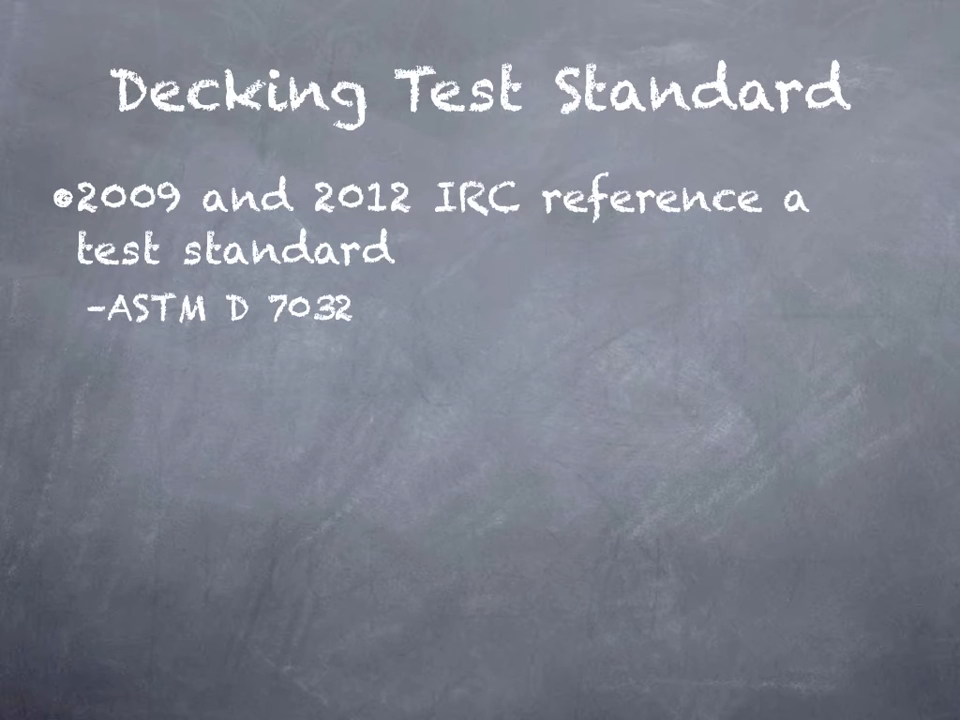 Decking Test Standard
•2009 and 2012 IRC reference a
test standard
-ASTM D 7032